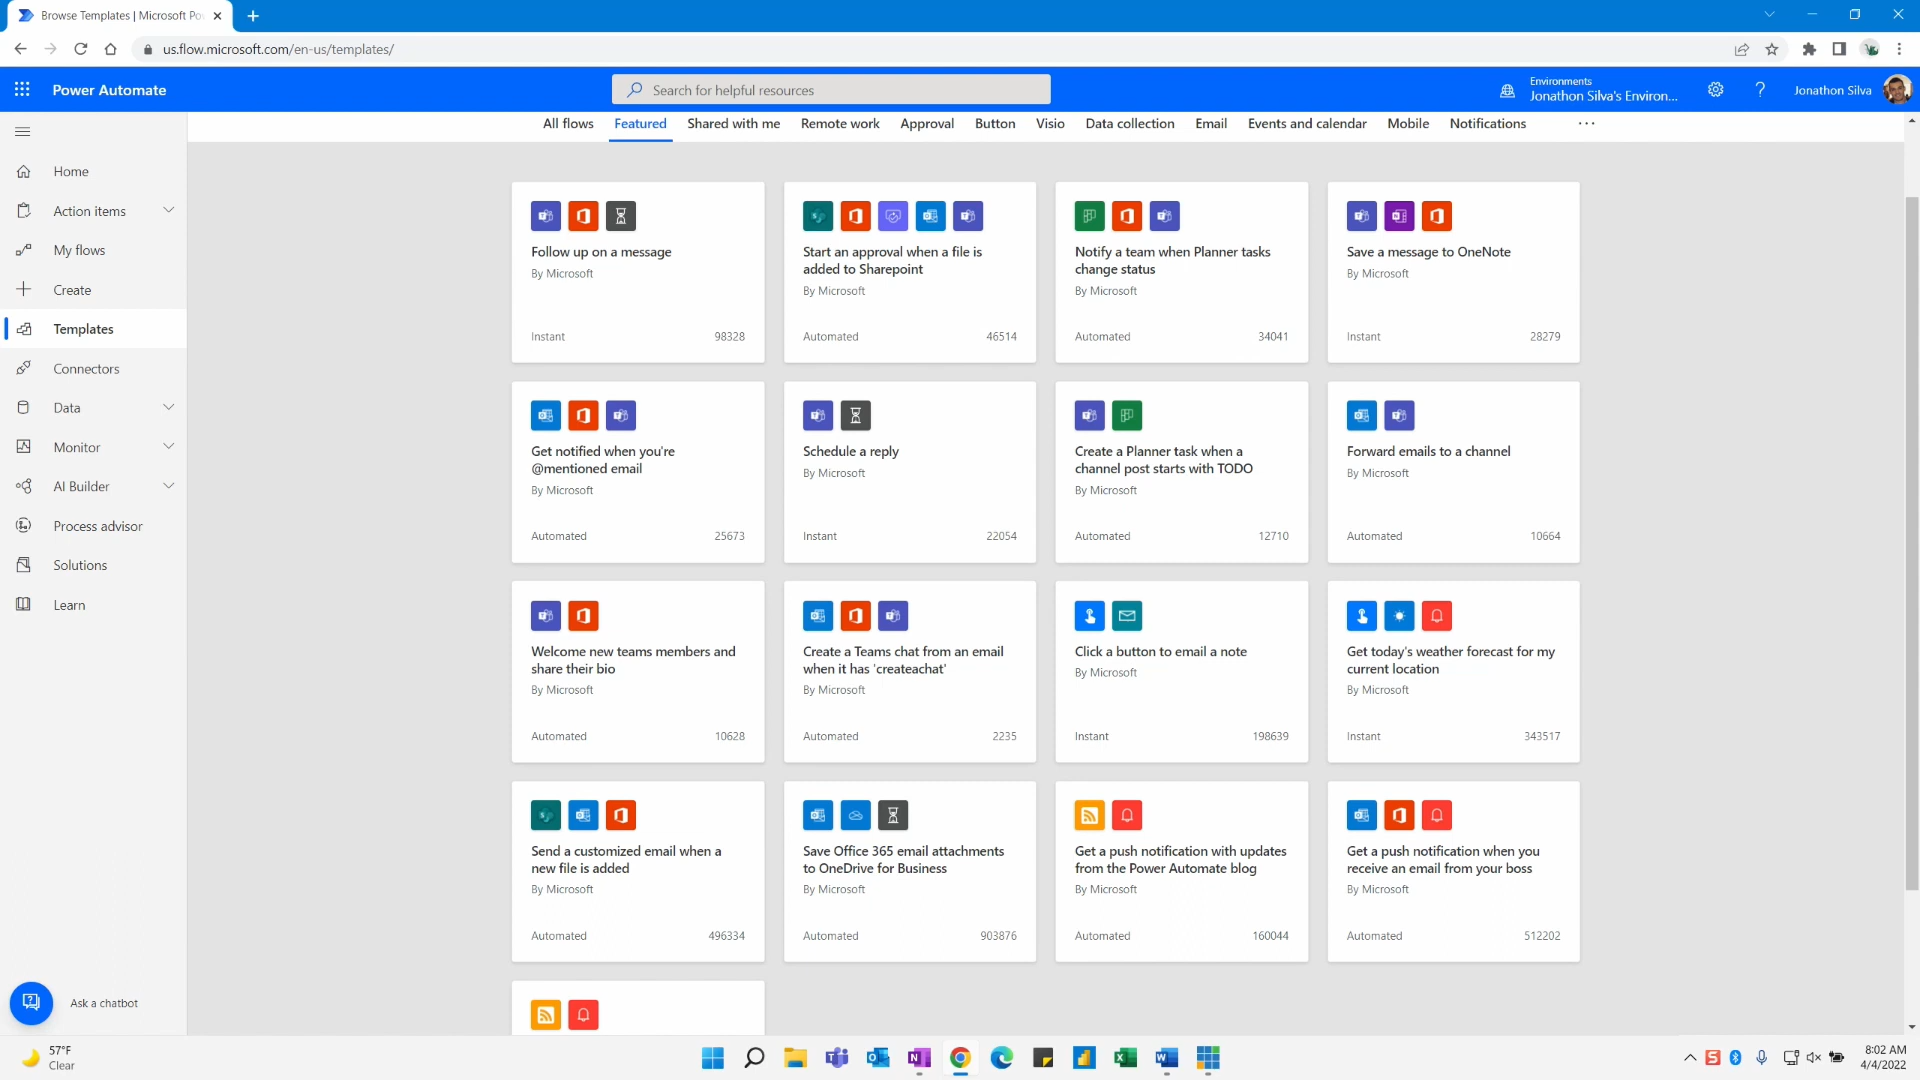 Browse Templates | Microsoft Po
us.flow.microsoft.com/en-us/templates/
Power Automate
Search for helpful resources
Environments
Jonathon Silva's Environ...
?
Jonathon Silva
All flows
Featured
Shared with me
Remote work
Approval
Button
Visio
Data collection
Email
Events and calendar
Mobile
Notifications
...
Home
Action items
My flows
Create
Templates
Connectors
Data
Monitor
AI Builder
Process advisor
Solutions
Learn
Ask a chatbot
Follow up on a message
By Microsoft
Instant
98328
Start an approval when a file is
added to Sharepoint
By Microsoft
Automated
46514
Notify a team when Planner tasks
change status
By Microsoft
Automated
34041
Save a message to OneNote
By Microsoft
Instant
28279
Get notified when you're
@mentioned email
By Microsoft
Automated
25673
Schedule a reply
By Microsoft
Instant
22054
Create a Planner task when a
channel post starts with TODO
By Microsoft
Automated
12710
Forward emails to a channel
By Microsoft
Automated
10664
Welcome new teams members and
share their bio
By Microsoft
Automated
10628
Create a Teams chat from an email
when it has 'createachat'
By Microsoft
Automated
2235
Click a button to email a note
By Microsoft
Instant
198639
Get today's weather forecast for my
current location
By Microsoft
Instant
343517
Send a customized email when a
new file is added
By Microsoft
Automated
496334
Save Office 365 email attachments
to OneDrive for Business
By Microsoft
Automated
903876
Get a push notification with updates
from the Power Automate blog
By Microsoft
Automated
160044
Get a push notification when you
receive an email from your boss
By Microsoft
Automated
512202
57°F
Clear
8:02 AM
4/4/2022